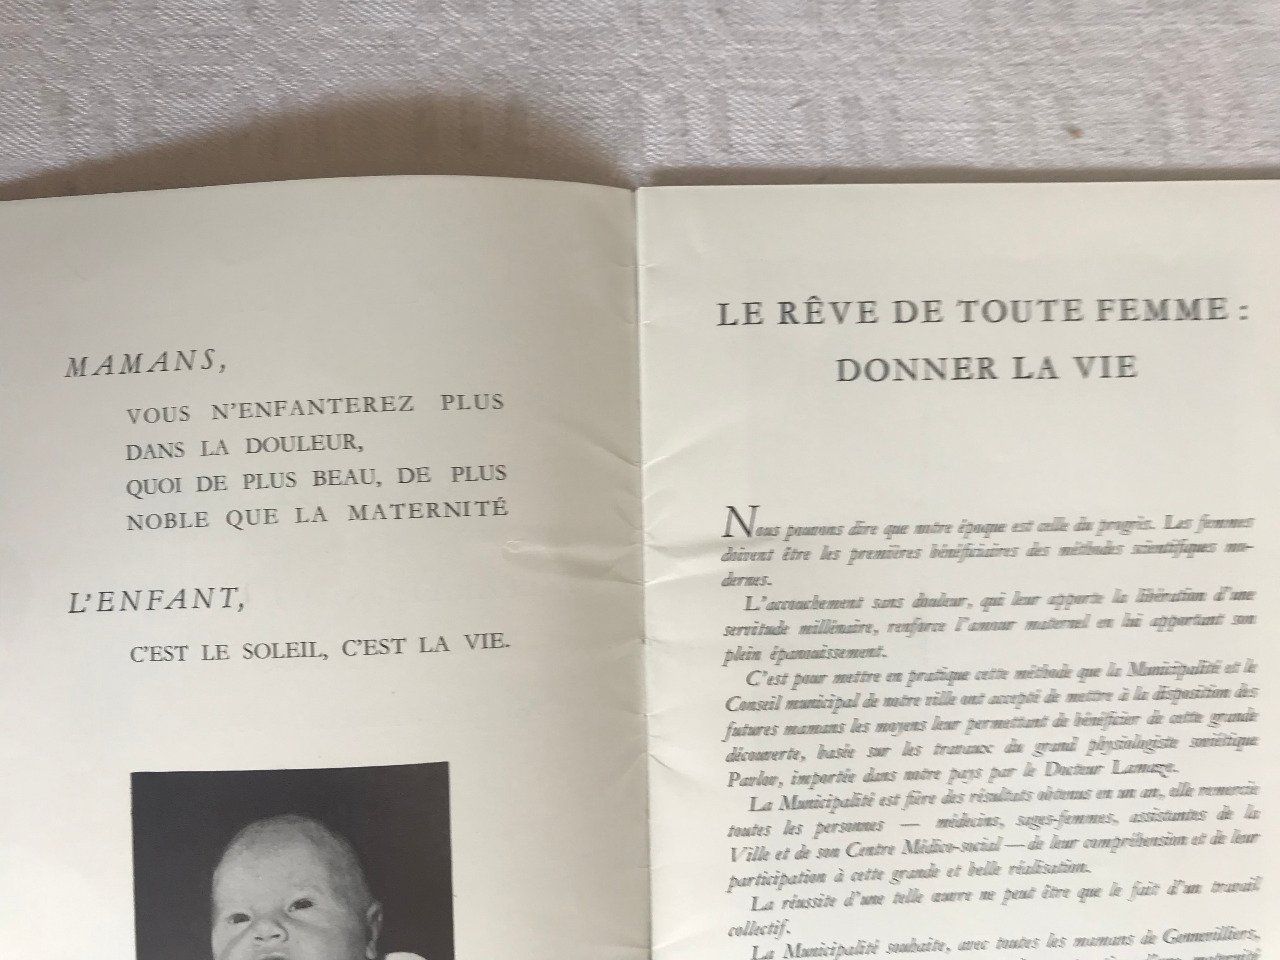 MAMANS,
VOUS N'ENFANTEREZ PLUS
DANS LA DOULEUR,
QUOI DE PLUS BEAU, DE PLUS
NOBLE QUE LA MATERNITÉ
L'ENFANT,
C'EST LE SOLEIL, C'EST LA VIE.
LE RÊVE DE TOUTE FEMME :
DONNER LA VIE
Nous pouvons dire que notre époque est celle du progrès. Les femmes
doivent être les premières bénéficiaires des méthodes scientifiques mo-
dernes.
L'accouchement sans douleur, qui leur apporte la libération d'une
servitude millénaire, renforce l'amour maternel en lui apportant son
plein épanouissement.
C'est pour mettre en pratique cette méthode que la Municipalité et le
Conseil municipal de notre ville ont accepté de mettre à la disposition des
futures mamans les moyens leur permettant de bénéficier de cette grande
découverte, basée sur les travaux du grand physiologiste soviétique
Pavlov, importée dans notre pays par le Docteur Lamaze.
La Municipalité est fière des résultats obtenus en un an, elle remercie
toutes les personnes — médecins, sages-femmes, assistantes de la
Ville et de son Centre Médico-social — de leur compréhension et de leur
participation à cette grande et belle réalisation.
La réussite d'une telle œuvre ne peut être que le fait d'un travail
collectif.
La Municipalité souhaite, avec toutes les mamans de Gennevilliers,